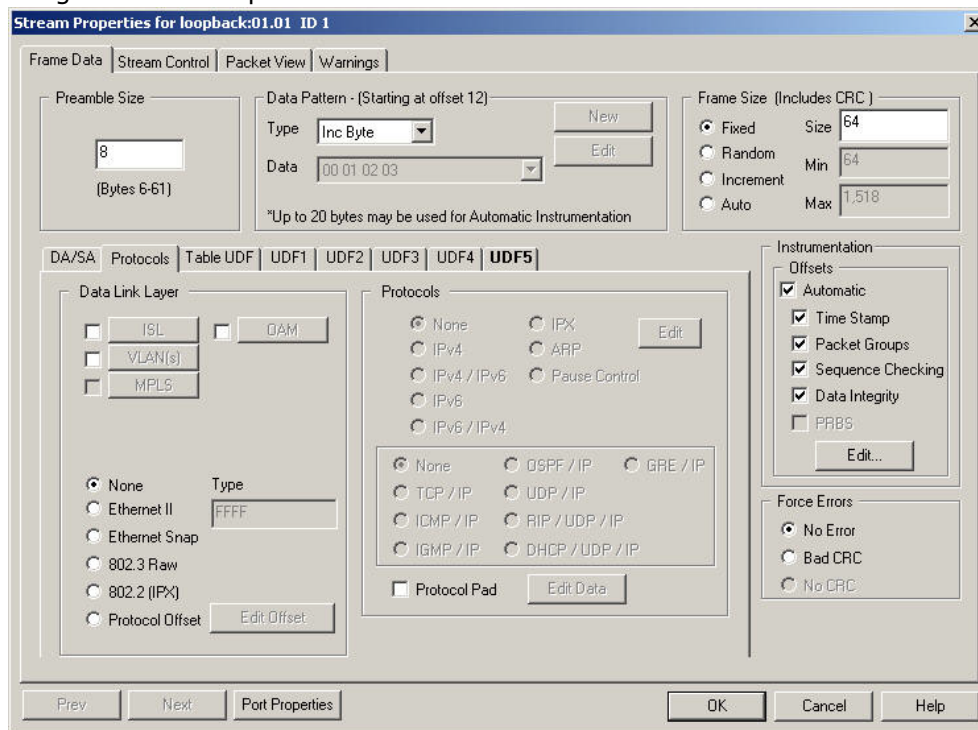 Stream Properties for loopback:01.01 ID 1
Frame Data Stream Control Packet View Warnings
Preamble Size
8
(Bytes 6-61)
Data Pattern - (Starting at offset 12)
Type Inc Byte
New
Data 00 01 02 03
Edit
*Up to 20 bytes may be used for Automatic Instrumentation
Frame Size (Includes CRC )
Fixed Size 64
Random Min 64
Increment
Auto Max 1,518
DA/SA Protocols Table UDF UDF1 UDF2 UDF3 UDF4 UDF5
Data Link Layer
ISL OAM
VLAN(s)
MPLS
None Type
Ethernet II FFFF
Ethernet Snap
802.3 Raw
802.2 (IPX)
Protocol Offset Edit Offset
Protocols
None IPX Edit
IPv4 ARP
IPv4 / IPv6 Pause Control
IPv6
IPv6 / IPv4
None OSPF / IP GRE / IP
TCP / IP UDP / IP
ICMP / IP RIP / UDP / IP
IGMP / IP DHCP / UDP / IP
Protocol Pad Edit Data
Instrumentation
Offsets
Automatic
Time Stamp
Packet Groups
Sequence Checking
Data Integrity
PRBS
Edit...
Force Errors
No Error
Bad CRC
No CRC
Prev Next Port Properties OK Cancel Help